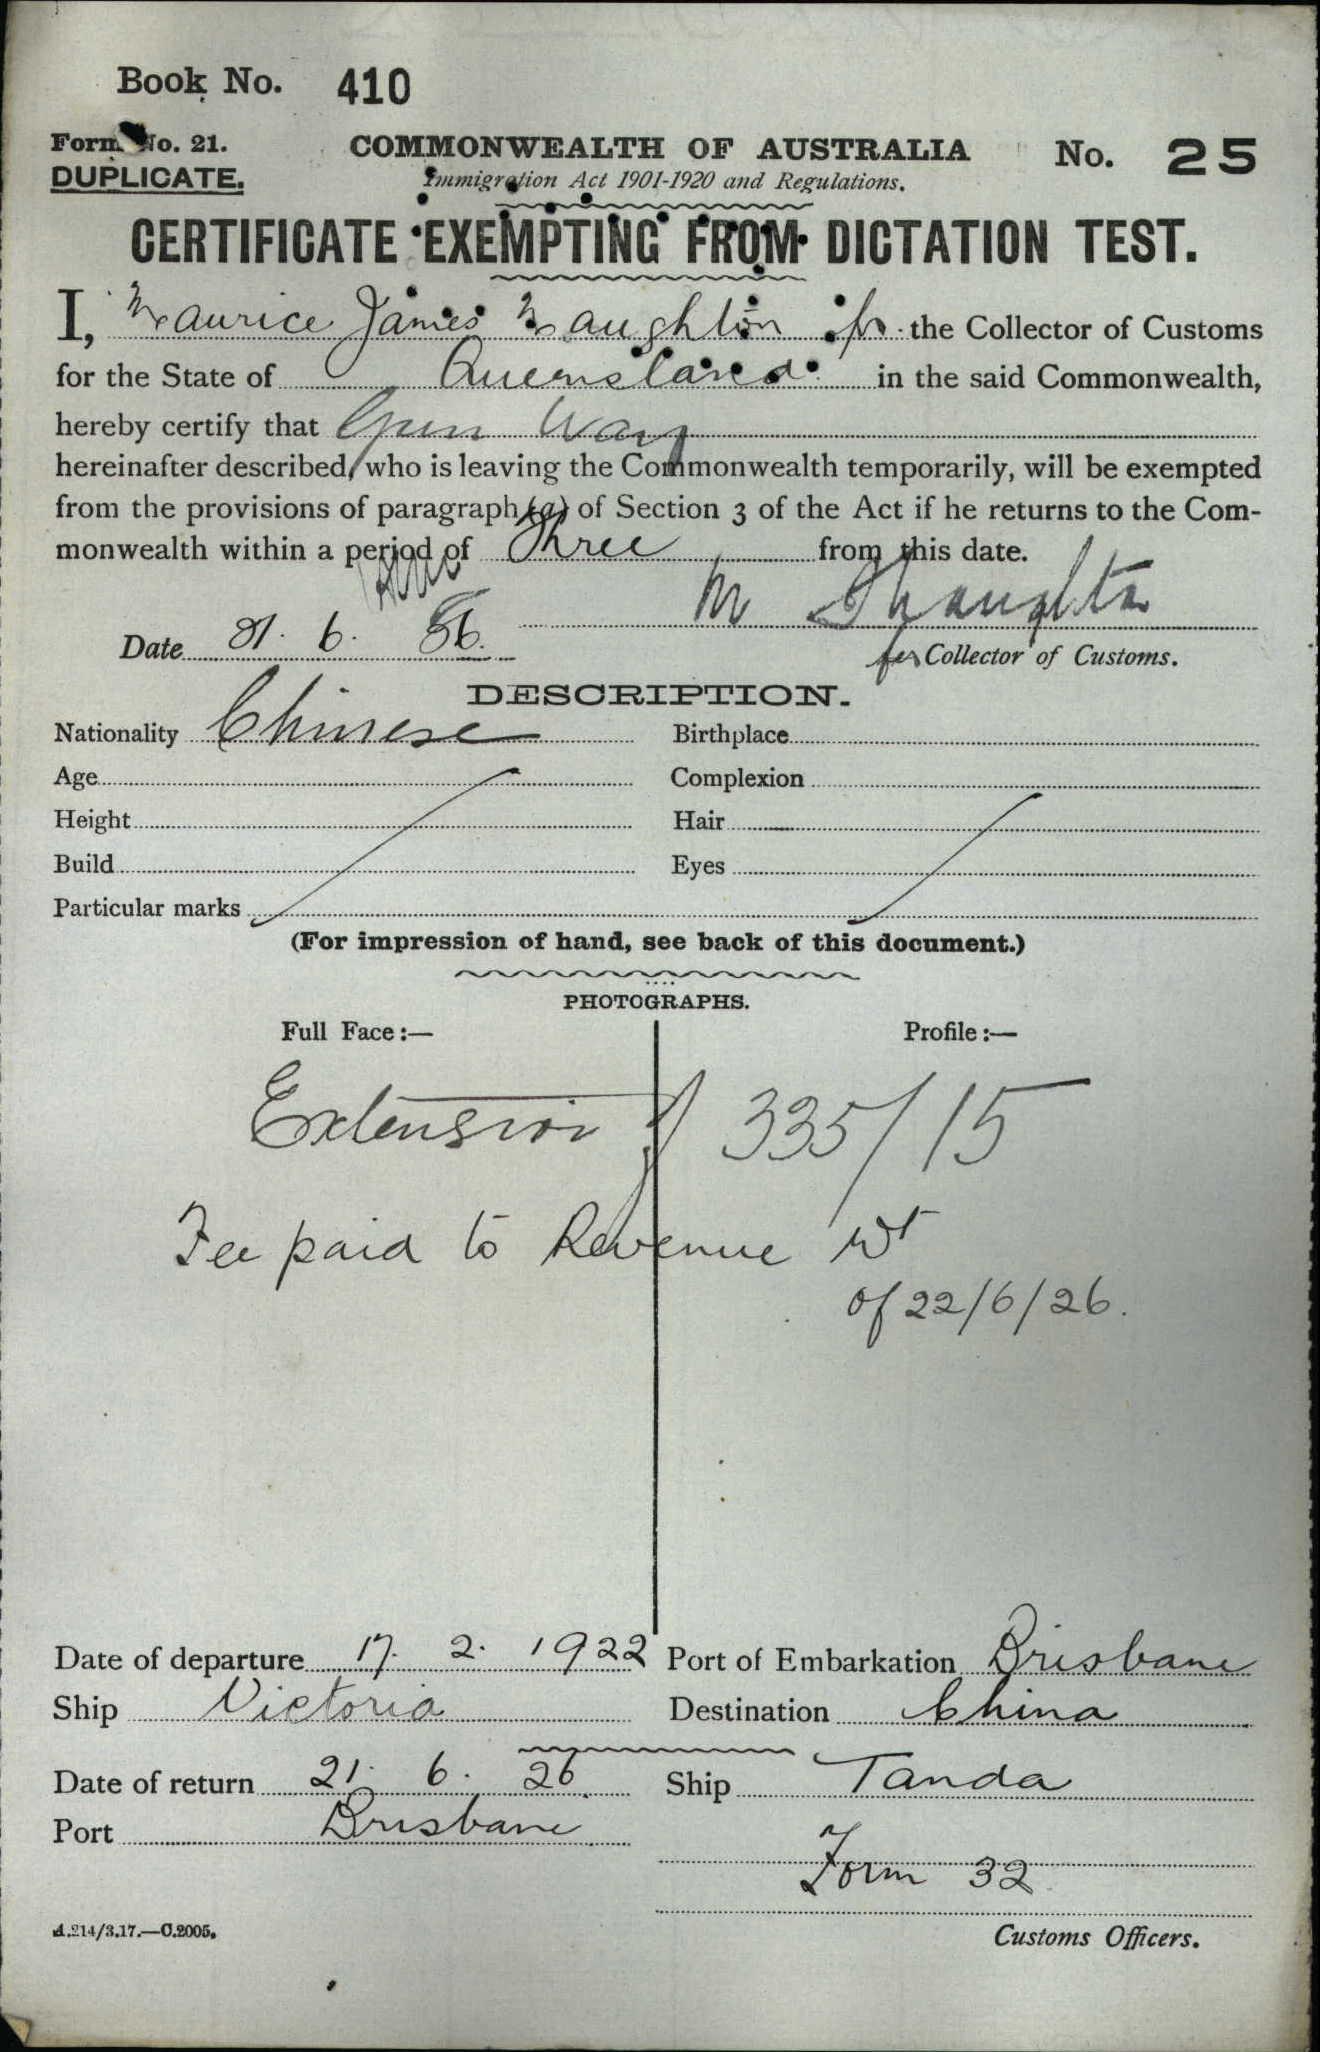 Book No. 410
Form No. 21.
COMMONWEALTH OF AUSTRALIA
No. 25
DUPLICATE.
Immigration Act 1901-1920 and Regulations.
CERTIFICATE EXEMPTING FROM DICTATION TEST.
I, Maurice James Naughton for the Collector of Customs
for the State of Queensland in the said Commonwealth,
hereby certify that Gun Way
hereinafter described, who is leaving the Commonwealth temporarily, will be exempted
from the provisions of paragraph (a) of Section 3 of the Act if he returns to the Com-
monwealth within a period of Three from this date.
Date 21. 6. 26.
M J Naughton
for Collector of Customs.
DESCRIPTION.
Nationality Chinese Birthplace
Age Complexion
Height Hair
Build Eyes
Particular marks
(For impression of hand, see back of this document.)
PHOTOGRAPHS.
Full Face:— Profile:—
Extension of 335/15
Fee paid to Revenue
of 22/6/26.
Date of departure 17. 2. 1922 Port of Embarkation Brisbane
Ship Victoria Destination China
Date of return 21. 6. 26. Ship Tanda
Port Brisbane
Form 32
A.214/3.17.—C.2005.
Customs Officers.